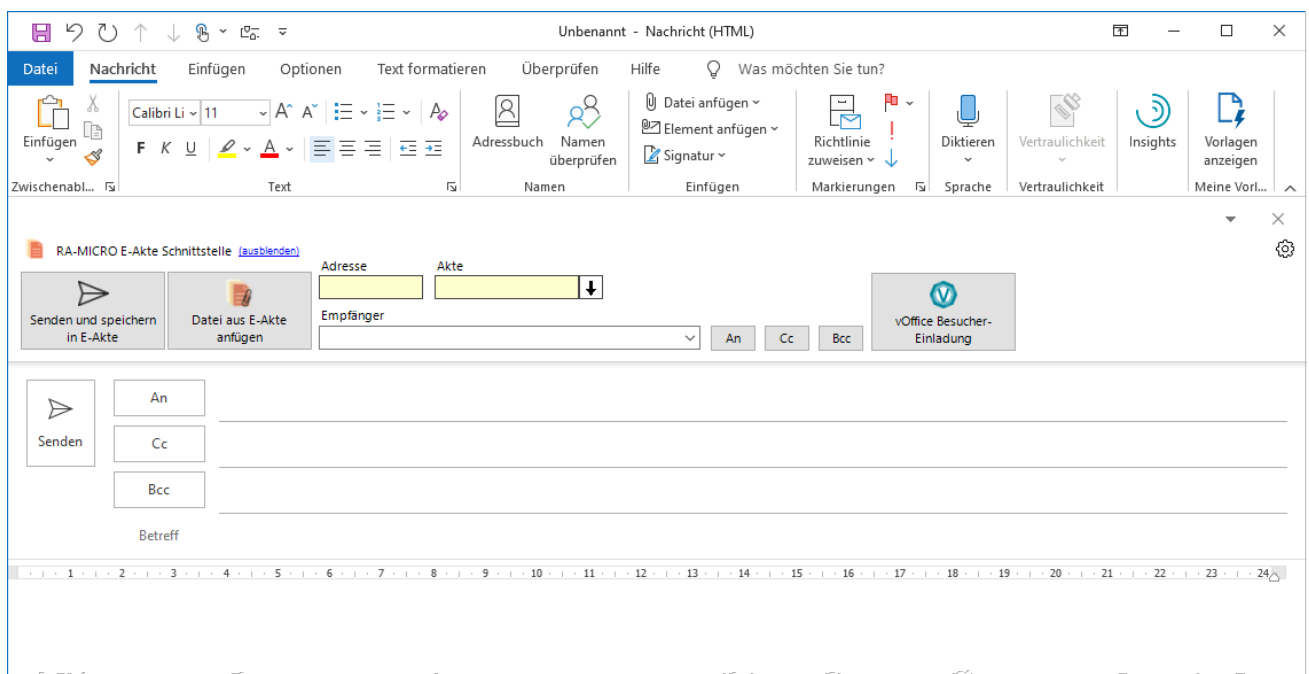 Unbenannt - Nachricht (HTML)
Datei Nachricht Einfügen Optionen Text formatieren Überprüfen Hilfe Was möchten Sie tun?
Einfügen
Calibri Li 11
F K U
Adressbuch
Namen
überprüfen
Datei anfügen
Element anfügen
Signatur
Richtlinie
zuweisen
Diktieren
Vertraulichkeit
Insights
Vorlagen
anzeigen
Zwischenabl... Text Namen Einfügen Markierungen Sprache Vertraulichkeit Meine Vorl...
RA-MICRO E-Akte Schnittstelle (ausblenden)
Adresse Akte
Senden und speichern
in E-Akte
Datei aus E-Akte
anfügen
Empfänger
An Cc Bcc
vOffice Besucher-
Einladung
Senden
An
Cc
Bcc
Betreff
1 2 3 4 5 6 7 8 9 10 11 12 13 14 15 16 17 18 19 20 21 22 23 24